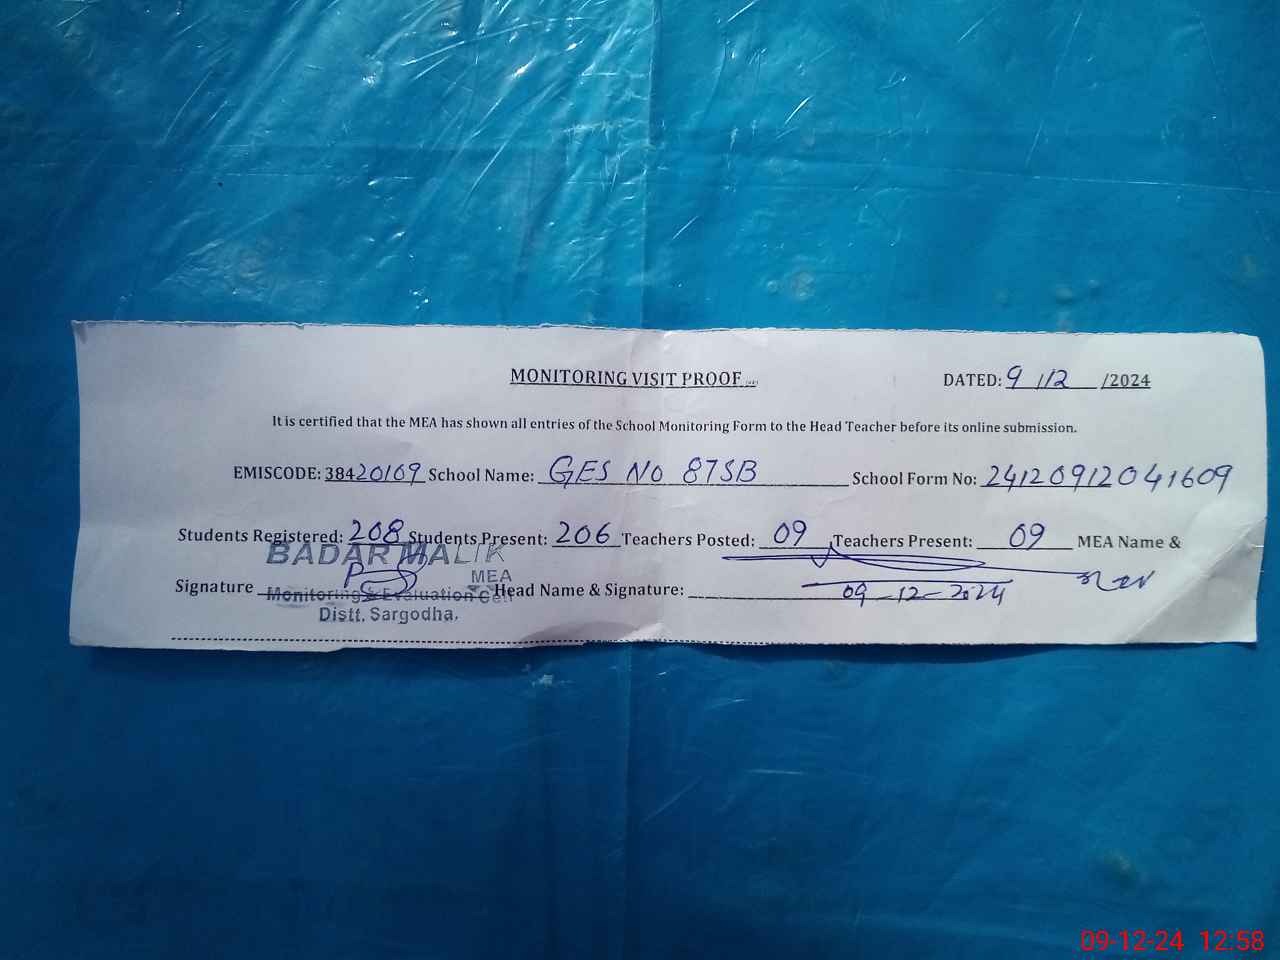 MONITORING VISIT PROOF
DATED: 9/12/2024
It is certified that the MEA has shown all entries of the School Monitoring Form to the Head Teacher before its online submission.
EMISCODE: 38420109 School Name: GES NO 87SB School Form No: 24120912041609
Students Registered: 208 Students Present: 206 Teachers Posted: 09 Teachers Present: 09 MEA Name &
BADAR MALIK
MEA
Signature Head Name & Signature: 09-12-2024
Monitoring & Evaluation Cell
Distt. Sargodha.
09-12-24 12:58